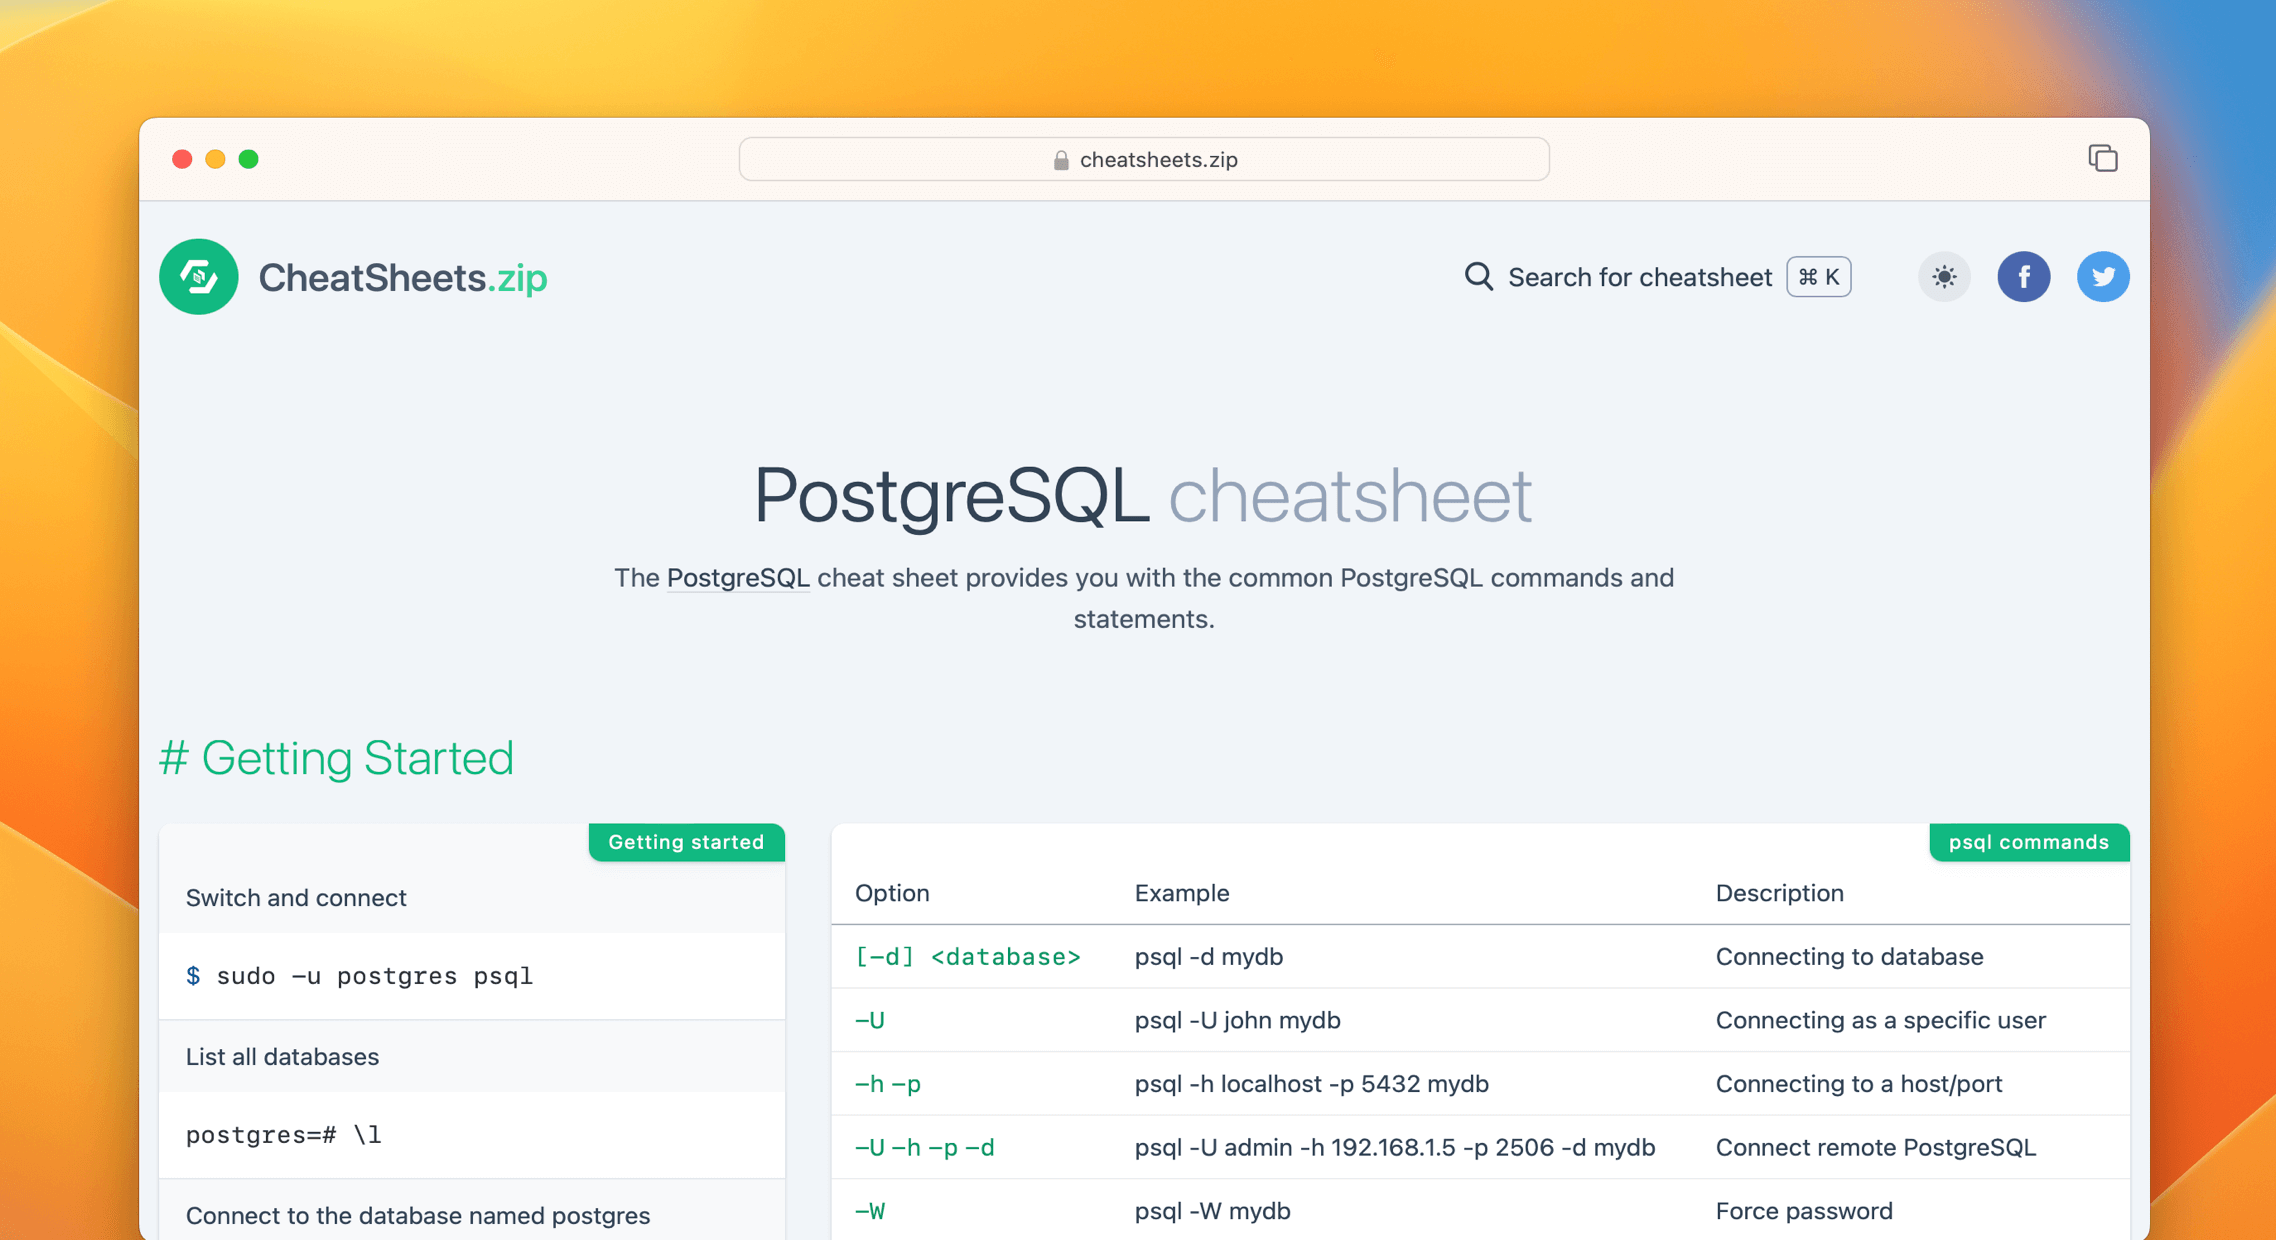 cheatsheets.zip
CheatSheets.zip
Search for cheatsheet ⌘ K
PostgreSQL cheatsheet
The PostgreSQL cheat sheet provides you with the common PostgreSQL commands and
statements.
# Getting Started
Getting started
Switch and connect
$ sudo -u postgres psql
List all databases
postgres=# \l
Connect to the database named postgres
psql commands
Option Example Description
[-d] <database> psql -d mydb Connecting to database
-U psql -U john mydb Connecting as a specific user
-h -p psql -h localhost -p 5432 mydb Connecting to a host/port
-U -h -p -d psql -U admin -h 192.168.1.5 -p 2506 -d mydb Connect remote PostgreSQL
-W psql -W mydb Force password